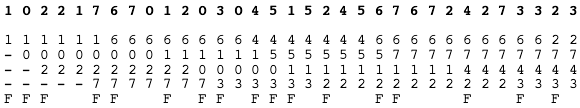 1 0 2 2 1 7 6 7 0 1 2 0 3 0 4 5 1 5 2 4 5 6 7 6 7 2 4 2 7 3 3 2 3
1 1 1 1 1 1 6 6 6 6 6 6 6 6 4 4 4 4 4 4 4 6 6 6 6 6 6 6 6 6 6 2 2
– 0 0 0 0 0 0 0 0 1 1 1 1 1 1 5 5 5 5 5 5 5 7 7 7 7 7 7 7 7 7 7 7
– – 2 2 2 2 2 2 2 2 2 0 0 0 0 0 1 1 1 1 1 1 1 1 1 1 4 4 4 4 4 4 4
– – – – – 7 7 7 7 7 7 7 3 3 3 3 3 3 2 2 2 2 2 2 2 2 2 2 2 3 3 3 3
F F F F F F F F F F F F F F F F F